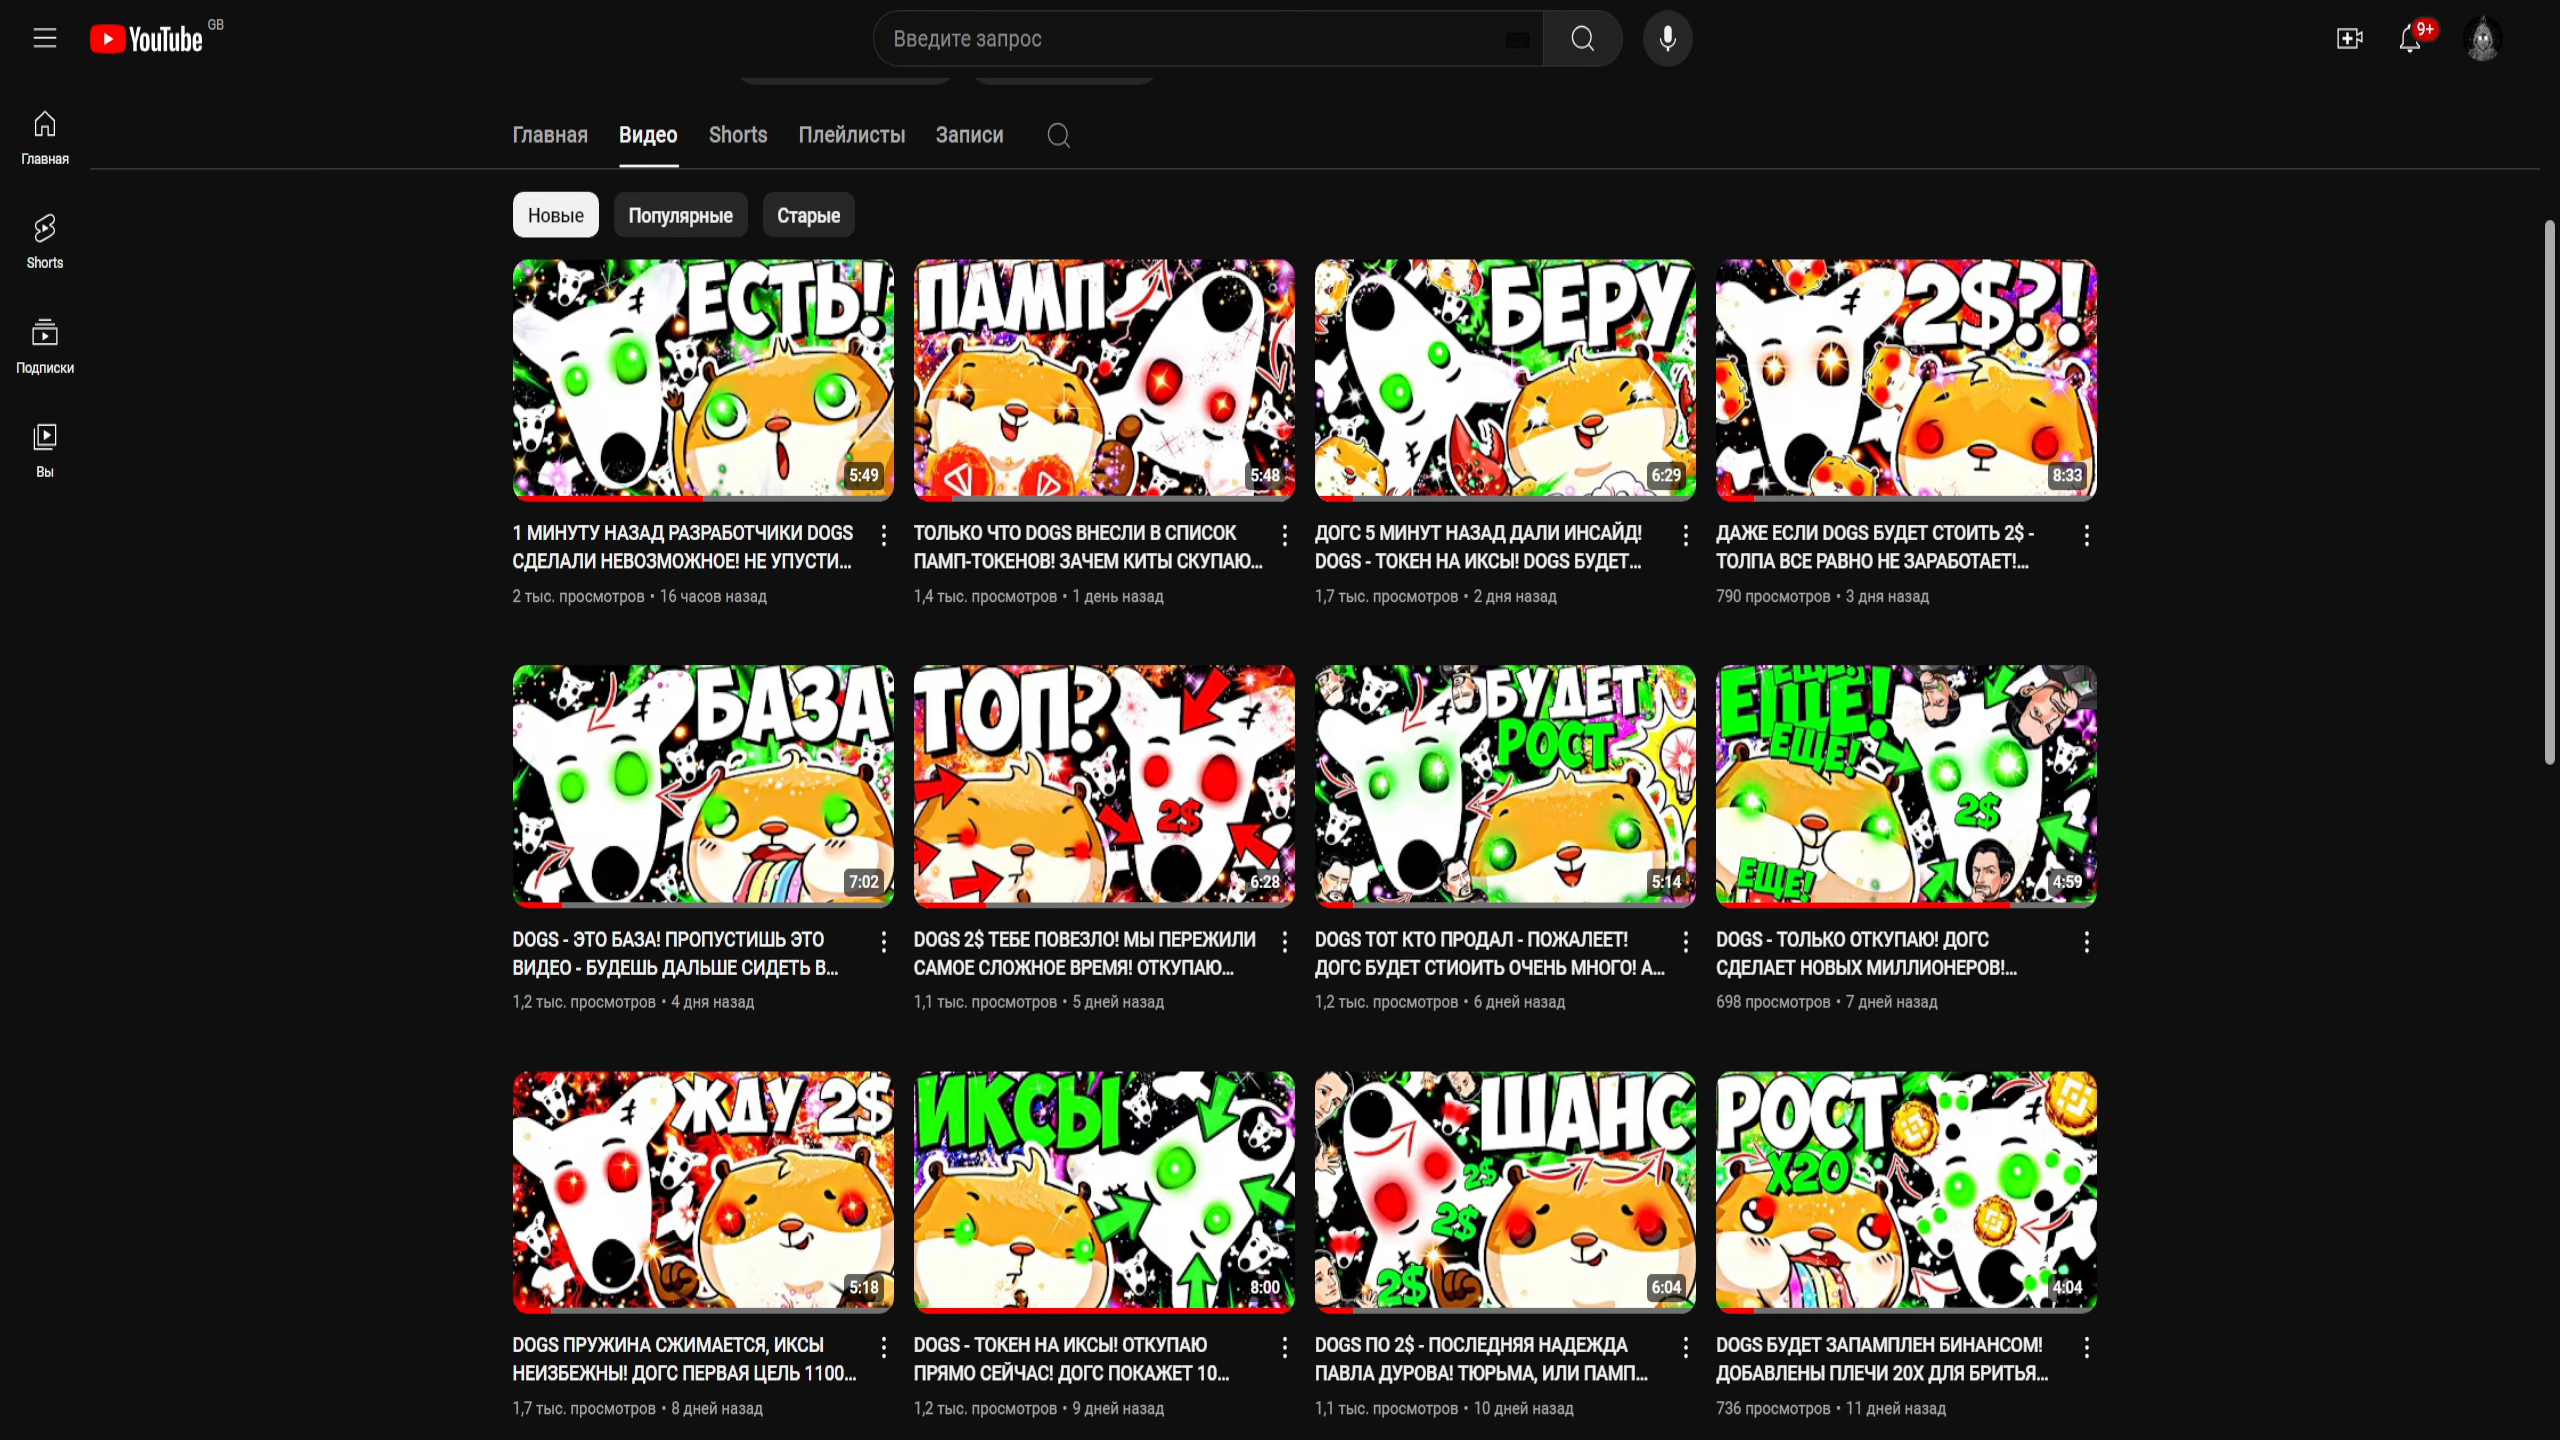 YouTube GB
Введите запрос
9+
Главная
Shorts
Подписки
Вы
Главная Видео Shorts Плейлисты Записи
Новые Популярные Старые
ЕСТЬ!
5:49
1 МИНУТУ НАЗАД РАЗРАБОТЧИКИ DOGS
СДЕЛАЛИ НЕВОЗМОЖНОЕ! НЕ УПУСТИ...
2 тыс. просмотров • 16 часов назад
ПАМП
5:48
ТОЛЬКО ЧТО DOGS ВНЕСЛИ В СПИСОК
ПАМП-ТОКЕНОВ! ЗАЧЕМ КИТЫ СКУПАЮ...
1,4 тыс. просмотров • 1 день назад
БЕРУ
6:29
ДОГС 5 МИНУТ НАЗАД ДАЛИ ИНСАЙД!
DOGS - ТОКЕН НА ИКСЫ! DOGS БУДЕТ...
1,7 тыс. просмотров • 2 дня назад
2$?!
8:33
ДАЖЕ ЕСЛИ DOGS БУДЕТ СТОИТЬ 2$ -
ТОЛПА ВСЕ РАВНО НЕ ЗАРАБОТАЕТ!...
790 просмотров • 3 дня назад
БАЗА
7:02
DOGS - ЭТО БАЗА! ПРОПУСТИШЬ ЭТО
ВИДЕО - БУДЕШЬ ДАЛЬШЕ СИДЕТЬ В...
1,2 тыс. просмотров • 4 дня назад
ТОП?
2$
6:28
DOGS 2$ ТЕБЕ ПОВЕЗЛО! МЫ ПЕРЕЖИЛИ
САМОЕ СЛОЖНОЕ ВРЕМЯ! ОТКУПАЮ...
1,1 тыс. просмотров • 5 дней назад
БУДЕТ
РОСТ
5:14
DOGS ТОТ КТО ПРОДАЛ - ПОЖАЛЕЕТ!
ДОГС БУДЕТ СТИОИТЬ ОЧЕНЬ МНОГО! А...
1,2 тыс. просмотров • 6 дней назад
ЕЩЕ!
ЕЩЕ!
ЕЩЕ!
2$
ЕЩЕ!
4:59
DOGS - ТОЛЬКО ОТКУПАЮ! ДОГС
СДЕЛАЕТ НОВЫХ МИЛЛИОНЕРОВ!...
698 просмотров • 7 дней назад
ЖДУ 2$
5:18
DOGS ПРУЖИНА СЖИМАЕТСЯ, ИКСЫ
НЕИЗБЕЖНЫ! ДОГС ПЕРВАЯ ЦЕЛЬ 1100...
1,7 тыс. просмотров • 8 дней назад
ИКСЫ
8:00
DOGS - ТОКЕН НА ИКСЫ! ОТКУПАЮ
ПРЯМО СЕЙЧАС! ДОГС ПОКАЖЕТ 10...
1,2 тыс. просмотров • 9 дней назад
ШАНС
2$
2$
2$
6:04
DOGS ПО 2$ - ПОСЛЕДНЯЯ НАДЕЖДА
ПАВЛА ДУРОВА! ТЮРЬМА, ИЛИ ПАМП...
1,1 тыс. просмотров • 10 дней назад
РОСТ
X20
4:04
DOGS БУДЕТ ЗАПАМПЛЕН БИНАНСОМ!
ДОБАВЛЕНЫ ПЛЕЧИ 20X ДЛЯ БРИТЬЯ...
736 просмотров • 11 дней назад